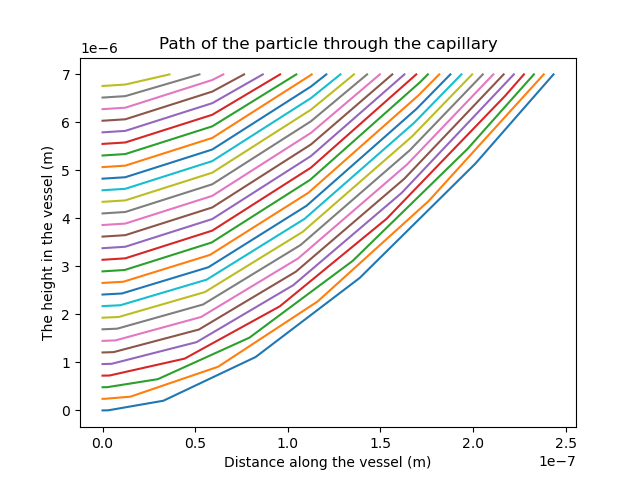 Path of the particle through the capillary
1e−6
The height in the vessel (m)
7
6
5
4
3
2
1
0
0.0 0.5 1.0 1.5 2.0 2.5
Distance along the vessel (m)
1e−7